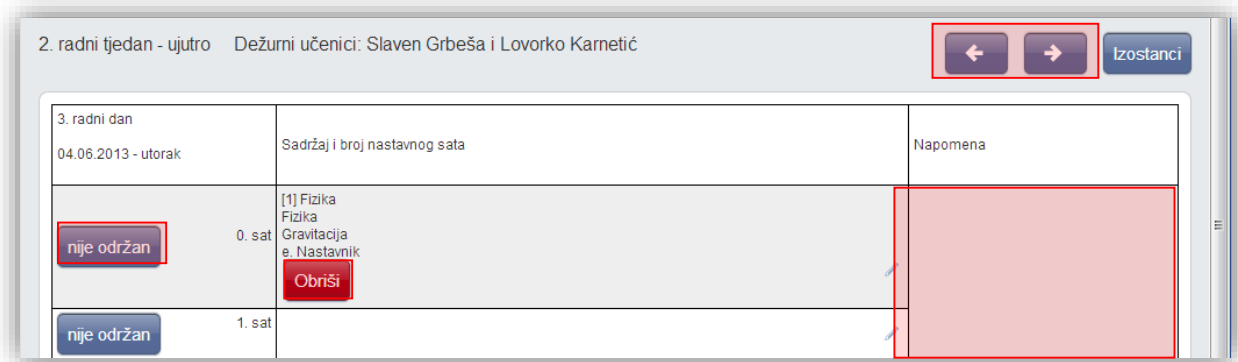 2. radni tjedan - ujutro Dežurni učenici: Slaven Grbeša i Lovorko Karnetić
Izostanci
3. radni dan
04.06.2013 - utorak
Sadržaj i broj nastavnog sata
Napomena
nije održan
0. sat
[1] Fizika
Fizika
Gravitacija
e. Nastavnik
Obriši
nije održan
1. sat